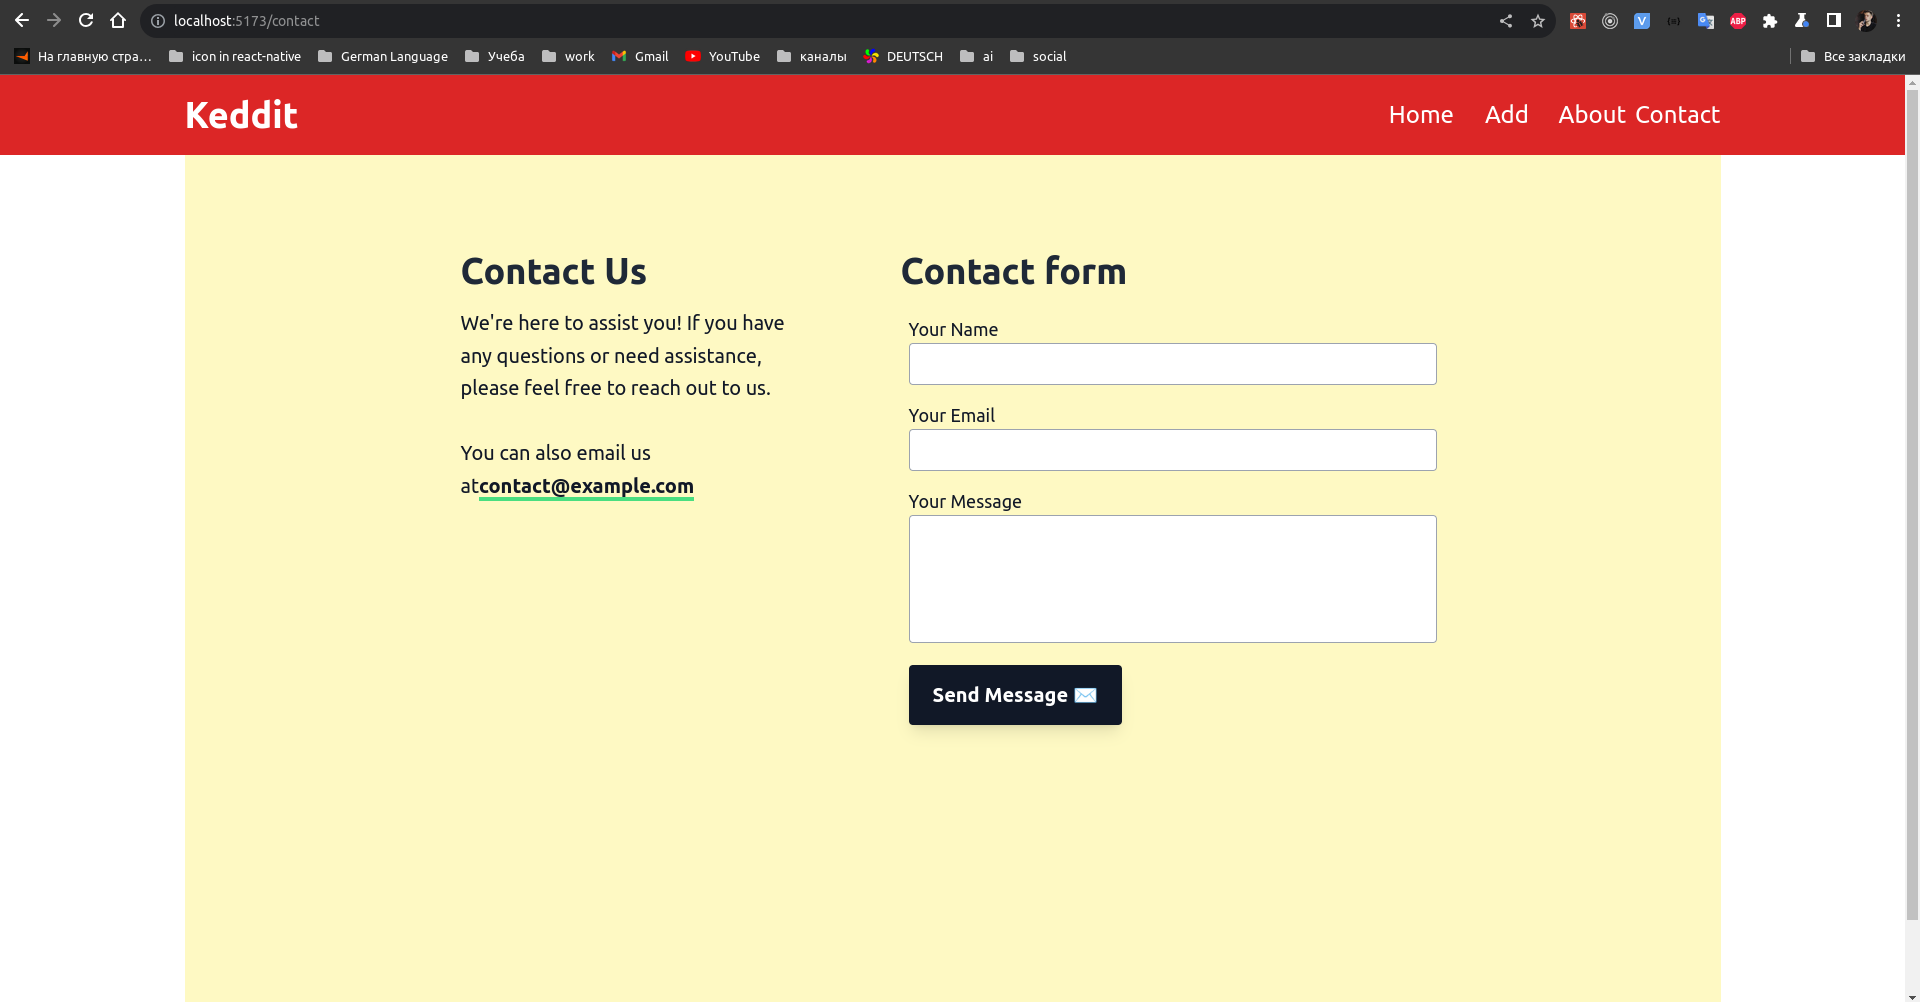 localhost:5173/contact
На главную стра…
icon in react-native
German Language
Учеба
work
Gmail
YouTube
каналы
DEUTSCH
ai
social
Все закладки
Keddit
Home Add About Contact
Contact Us
We're here to assist you! If you have
any questions or need assistance,
please feel free to reach out to us.
You can also email us
atcontact@example.com
Contact form
Your Name
Your Email
Your Message
Send Message ✉️